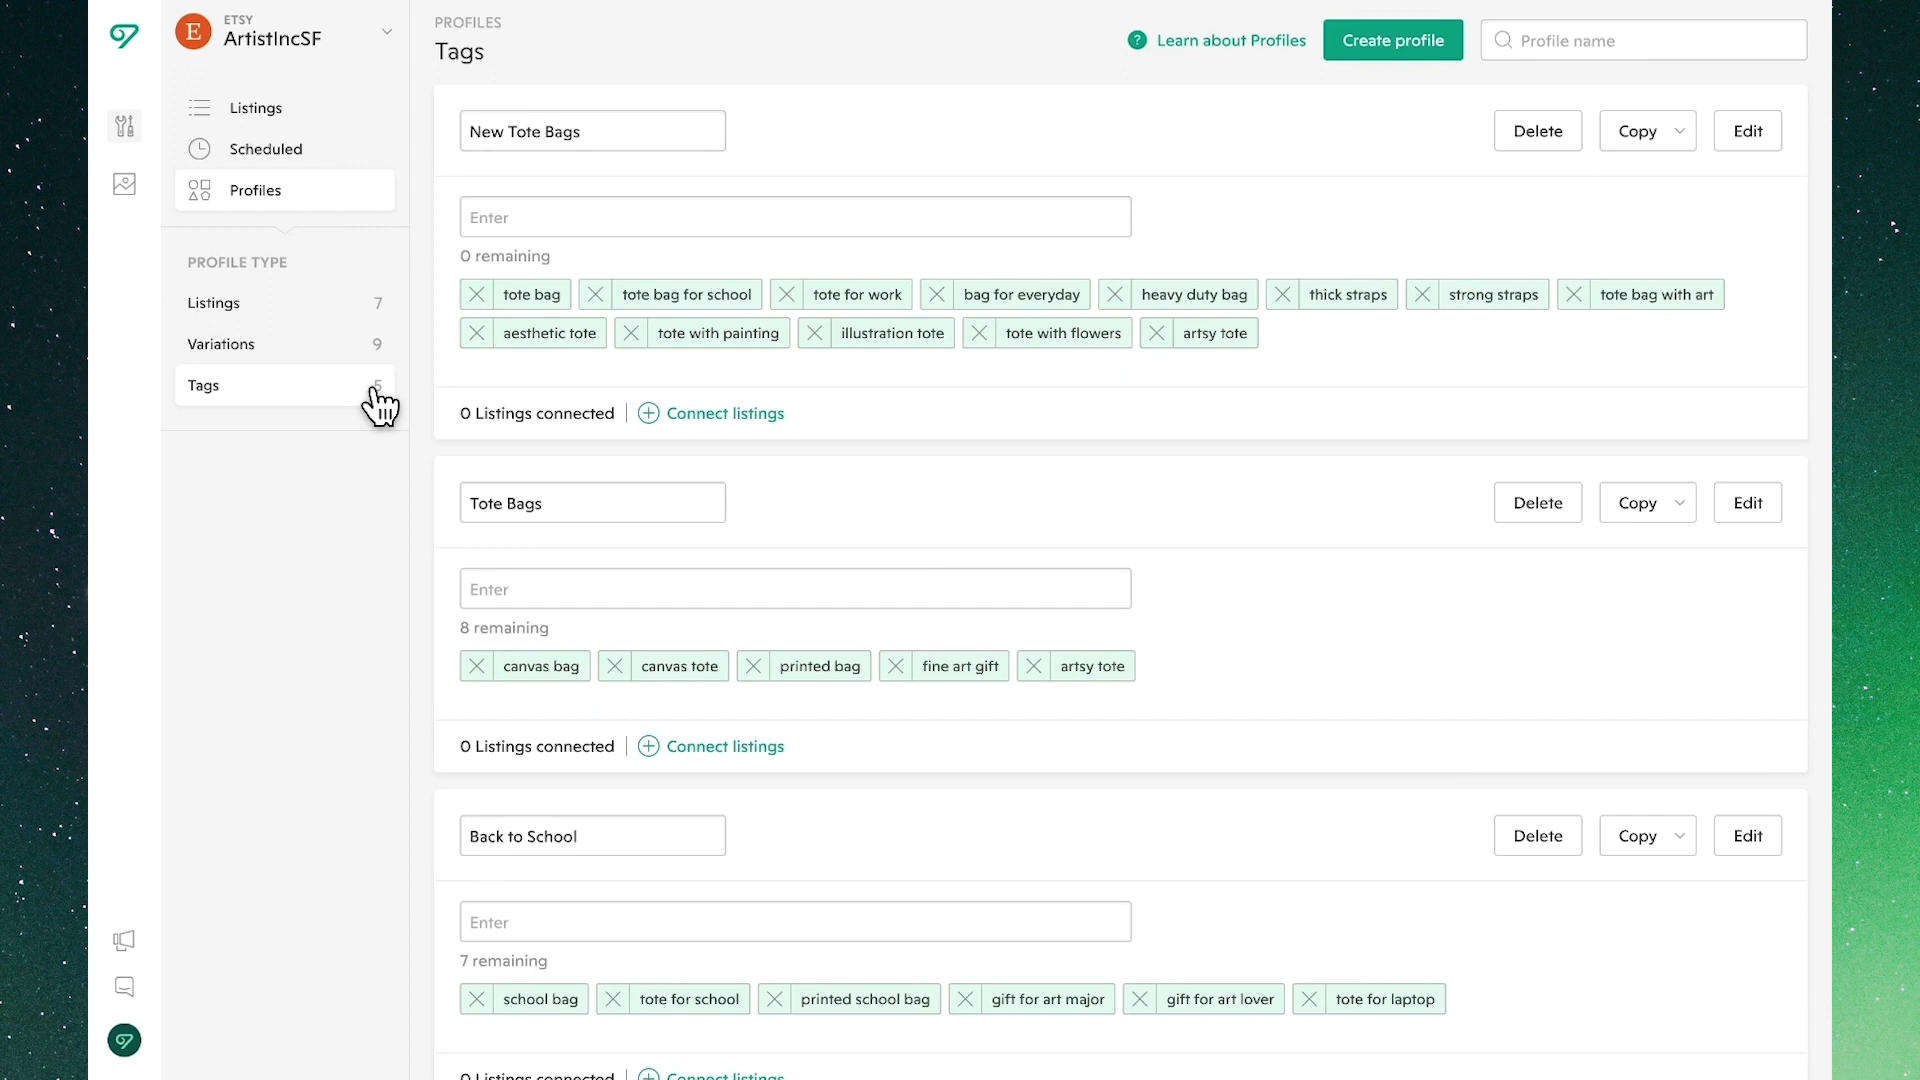 ETSY
E ArtistIncSF
Listings
Scheduled
Profiles
PROFILE TYPE
Listings 7
Variations 9
Tags 5
PROFILES
Tags
? Learn about Profiles Create profile Profile name
New Tote Bags Delete Copy Edit
Enter
0 remaining
tote bag tote bag for school tote for work bag for everyday heavy duty bag thick straps strong straps tote bag with art
aesthetic tote tote with painting illustration tote tote with flowers artsy tote
0 Listings connected Connect listings
Tote Bags Delete Copy Edit
Enter
8 remaining
canvas bag canvas tote printed bag fine art gift artsy tote
0 Listings connected Connect listings
Back to School Delete Copy Edit
Enter
7 remaining
school bag tote for school printed school bag gift for art major gift for art lover tote for laptop
0 Listings connected Connect listings